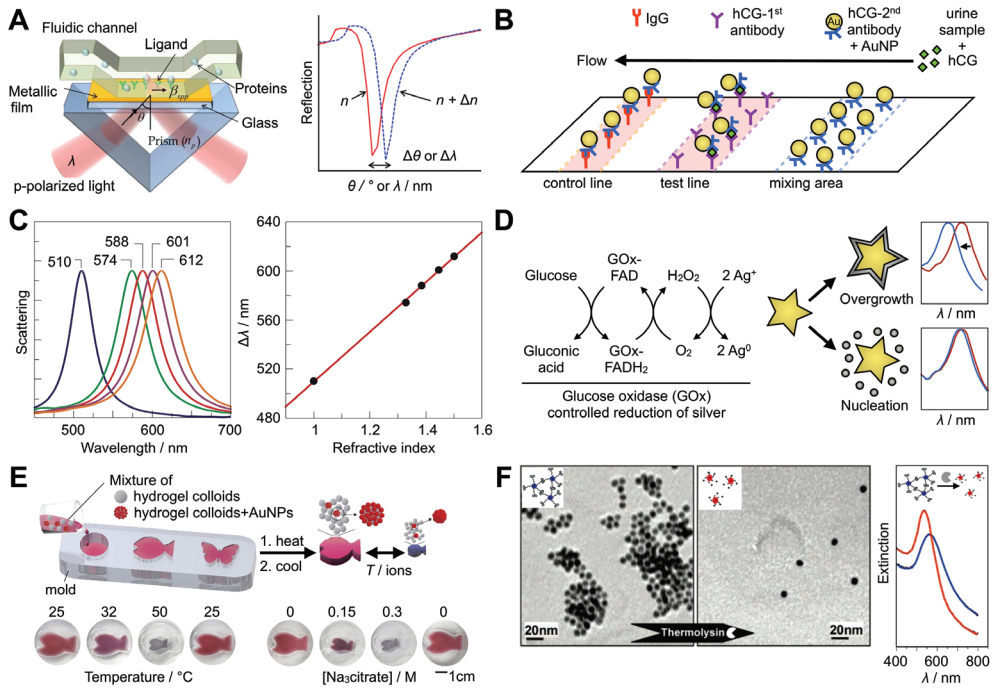 A
Fluidic channel
Ligand
Proteins
Metallic
film
β_spp
Glass
θ
Prism (n_p)
λ
p-polarized light
Reflection
n
n + Δn
Δθ or Δλ
θ / ° or λ / nm
B
IgG
hCG-1st
antibody
Au
hCG-2nd
antibody
+ AuNP
urine
sample
+
hCG
Flow
control line
test line
mixing area
C
510
588
574
601
612
Scattering
500
600
700
Wavelength / nm
640
600
560
520
480
Δλ / nm
1
1.2
1.4
1.6
Refractive index
D
Glucose
GOx-
FAD
H2O2
2 Ag+
Gluconic
acid
GOx-
FADH2
O2
2 Ag0
Glucose oxidase (GOx)
controlled reduction of silver
Overgrowth
λ / nm
Nucleation
λ / nm
E
Mixture of
hydrogel colloids
hydrogel colloids+AuNPs
mold
1. heat
2. cool
T / ions
25
32
50
25
Temperature / °C
0
0.15
0.3
0
[Na3citrate] / M
1cm
F
20nm
Thermolysin
20nm
Extinction
400
600
800
λ / nm